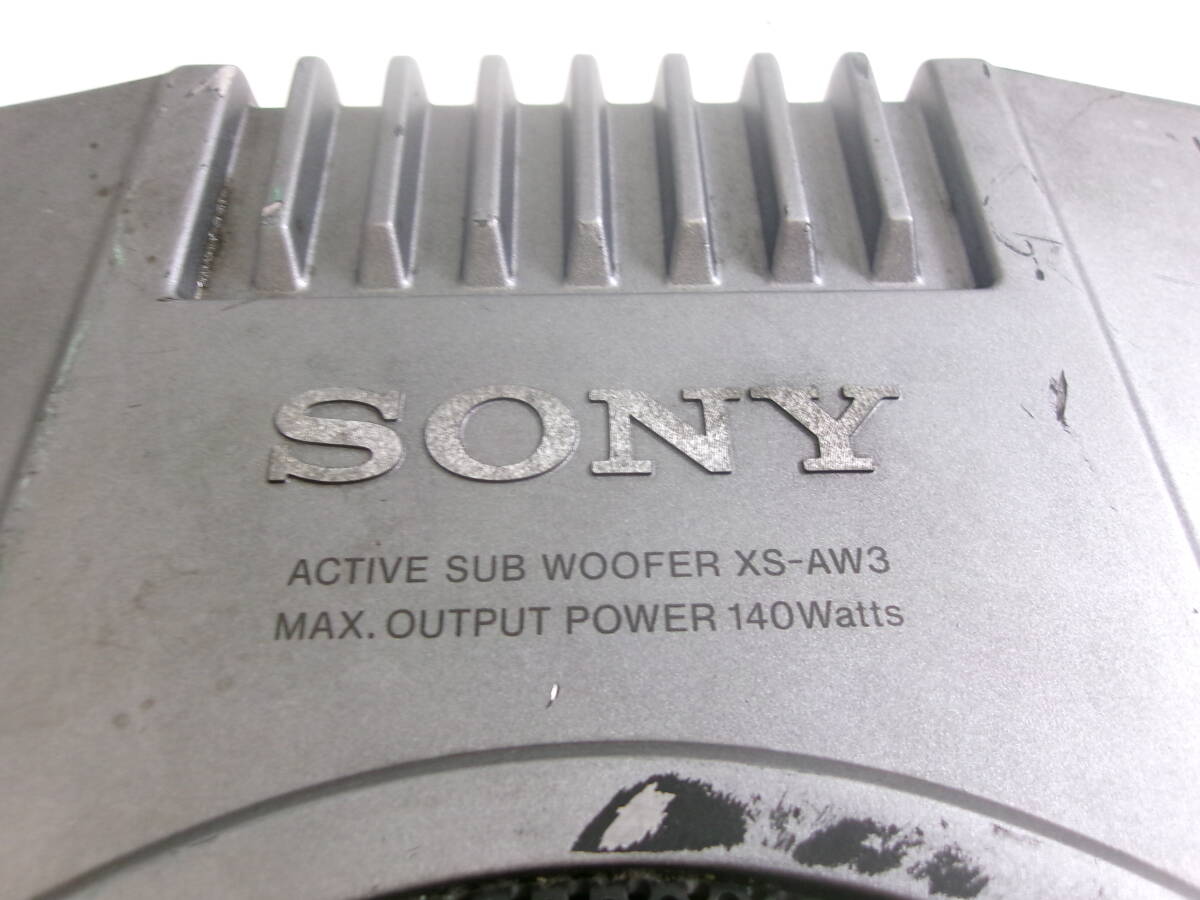 SONY
ACTIVE SUB WOOFER XS-AW3
MAX. OUTPUT POWER 140Watts